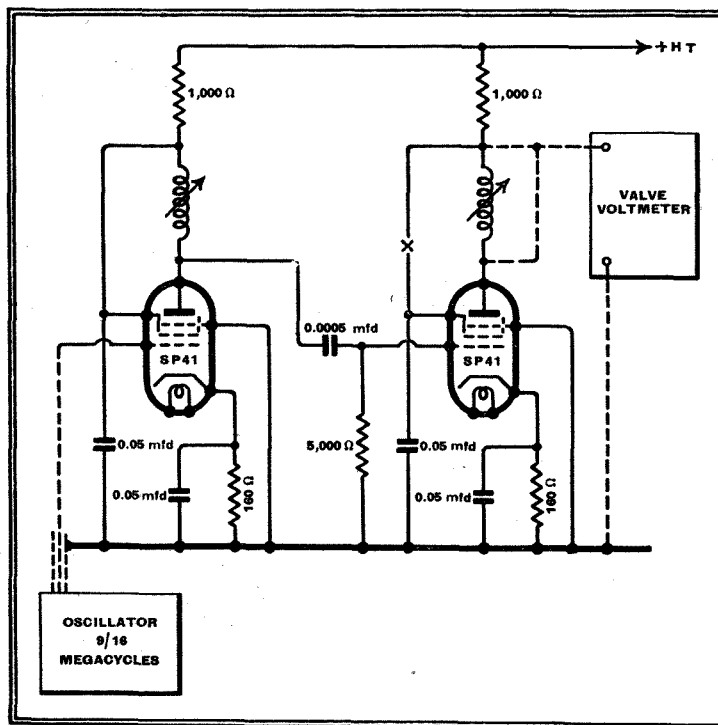 +HT
1,000 Ω
1,000 Ω
VALVE
VOLTMETER
0.0005 mfd
SP41
SP41
0.05 mfd
5,000 Ω
0.05 mfd
0.05 mfd
160 Ω
0.05 mfd
160 Ω
OSCILLATOR
9/16
MEGACYCLES